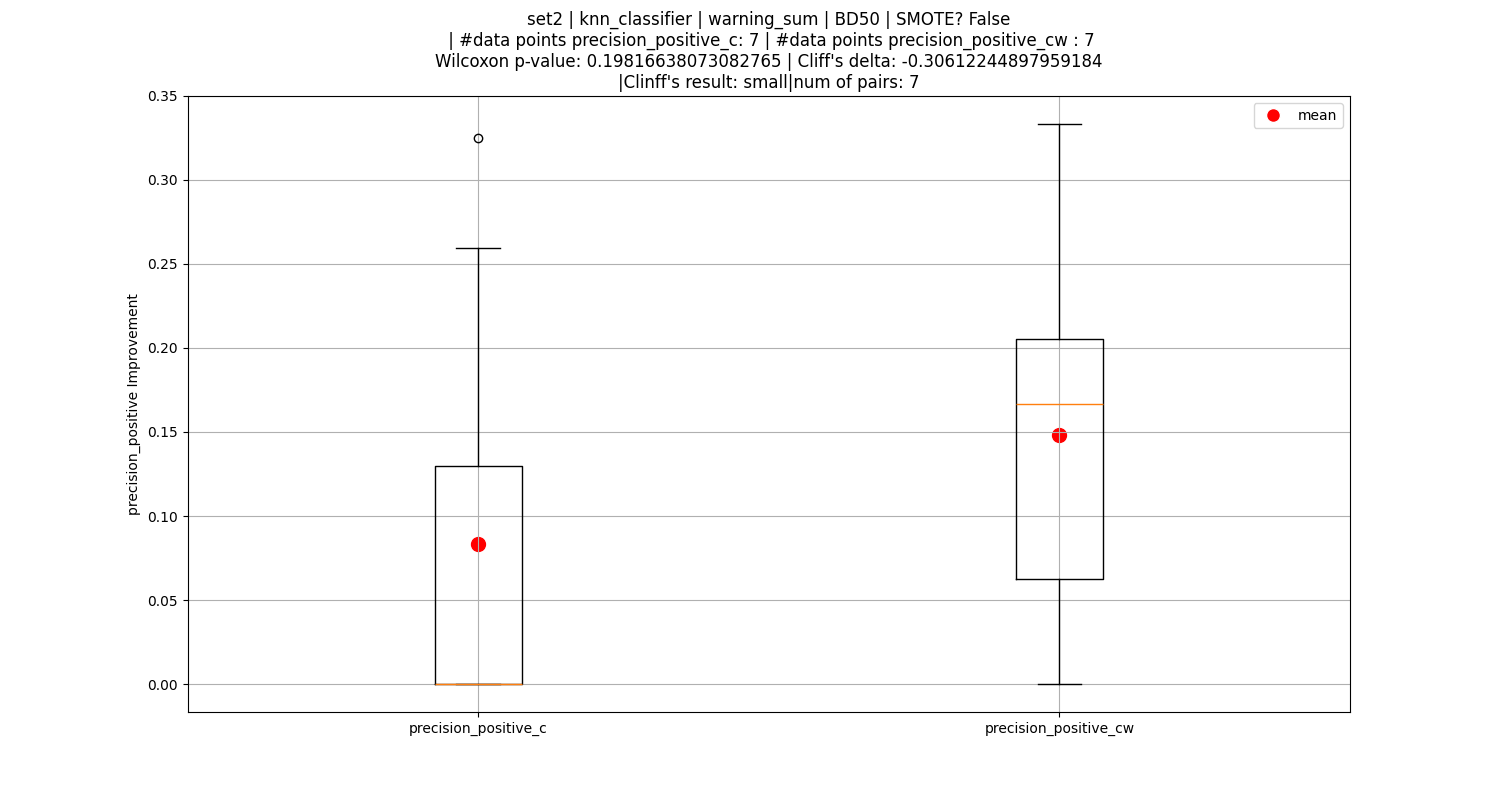 set2 | knn_classifier | warning_sum | BD50 | SMOTE? False
| #data points precision_positive_c: 7 | #data points precision_positive_cw : 7
Wilcoxon p-value: 0.19816638073082765 | Cliff's delta: -0.30612244897959184
|Clinff's result: small|num of pairs: 7
mean
precision_positive Improvement
0.35
0.30
0.25
0.20
0.15
0.10
0.05
0.00
precision_positive_c
precision_positive_cw